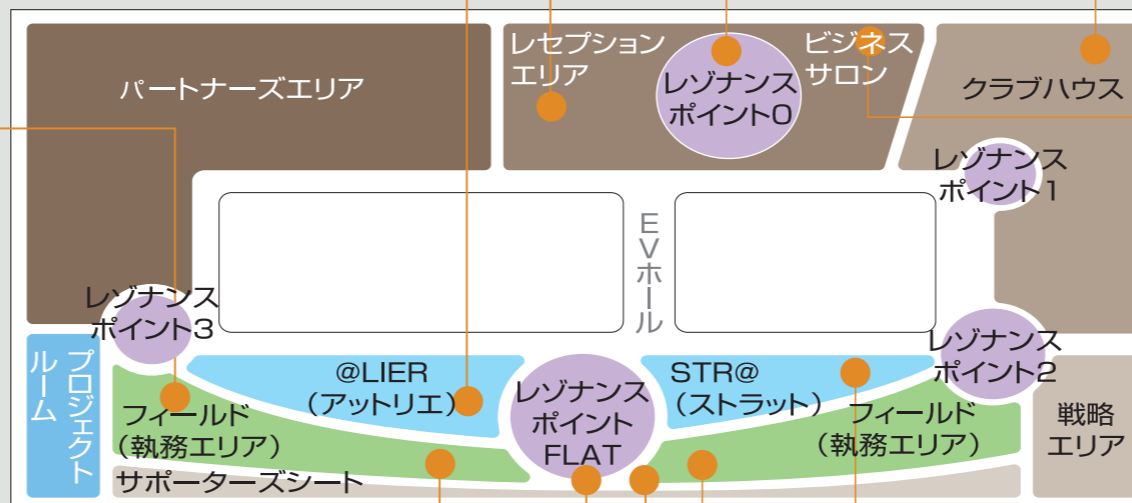 パートナーズエリア
レセプション
エリア
レゾナンス
ポイント0
ビジネス
サロン
クラブハウス
レゾナンス
ポイント1
EVホール
レゾナンス
ポイント3
レゾナンス
ポイント2
プロジェクト
ルーム
@LIER
(アットリエ)
レゾナンス
ポイント
FLAT
STR@
(ストラット)
フィールド
(執務エリア)
フィールド
(執務エリア)
戦略
エリア
サポーターズシート